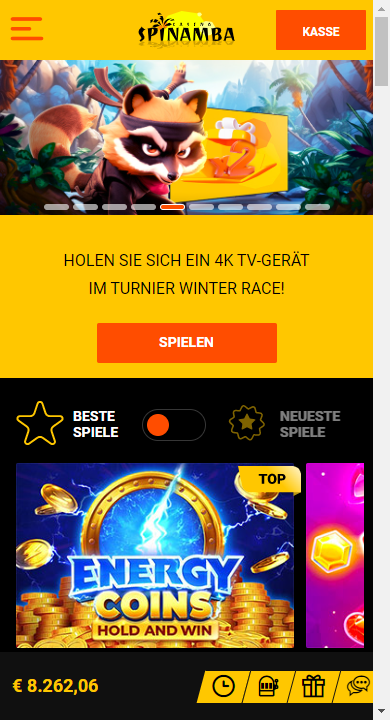 CASINO
SPINAMBA
KASSE
x2
HOLEN SIE SICH EIN 4K TV-GERÄT
IM TURNIER WINTER RACE!
SPIELEN
BESTE
SPIELE
NEUESTE
SPIELE
TOP
ENERGY
COINS
HOLD AND WIN
€ 8.262,06